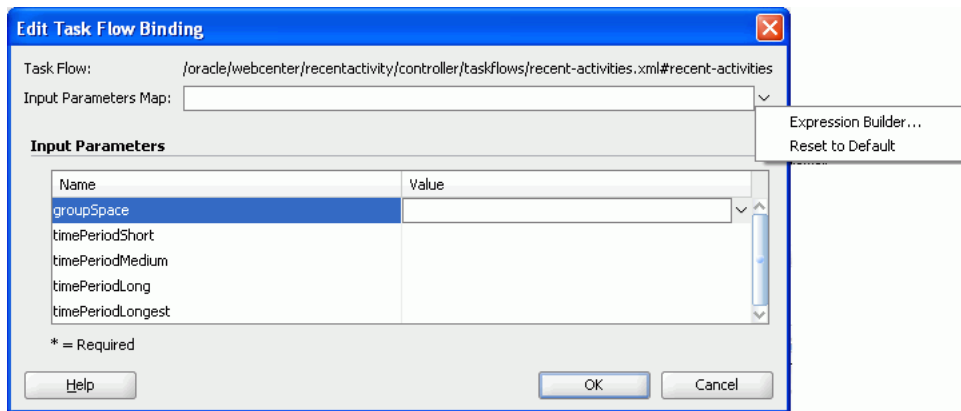 Edit Task Flow Binding
Task Flow: /oracle/webcenter/recentactivity/controller/taskflows/recent-activities.xml#recent-activities
Input Parameters Map:
Expression Builder...
Reset to Default
Input Parameters
Name Value
groupSpace
timePeriodShort
timePeriodMedium
timePeriodLong
timePeriodLongest
* = Required
Help OK Cancel